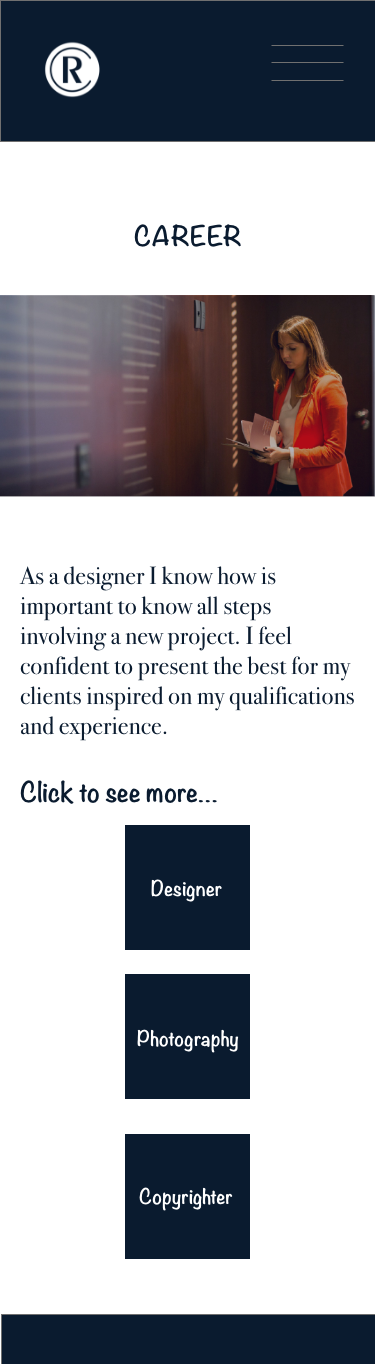 CR
CAREER
As a designer I know how is
important to know all steps
involving a new project. I feel
confident to present the best for my
clients inspired on my qualifications
and experience.
Click to see more...
Designer
Photography
Copyrighter